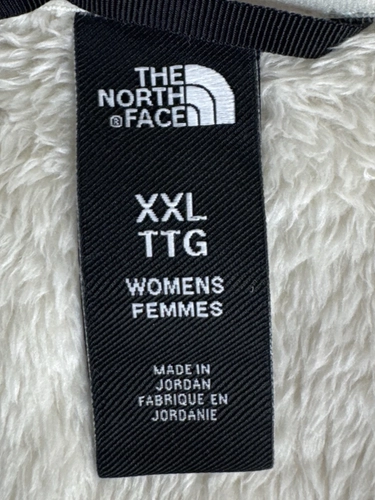 THE
NORTH
® FACE
XXL
TTG
WOMENS
FEMMES
MADE IN
JORDAN
FABRIQUE EN
JORDANIE